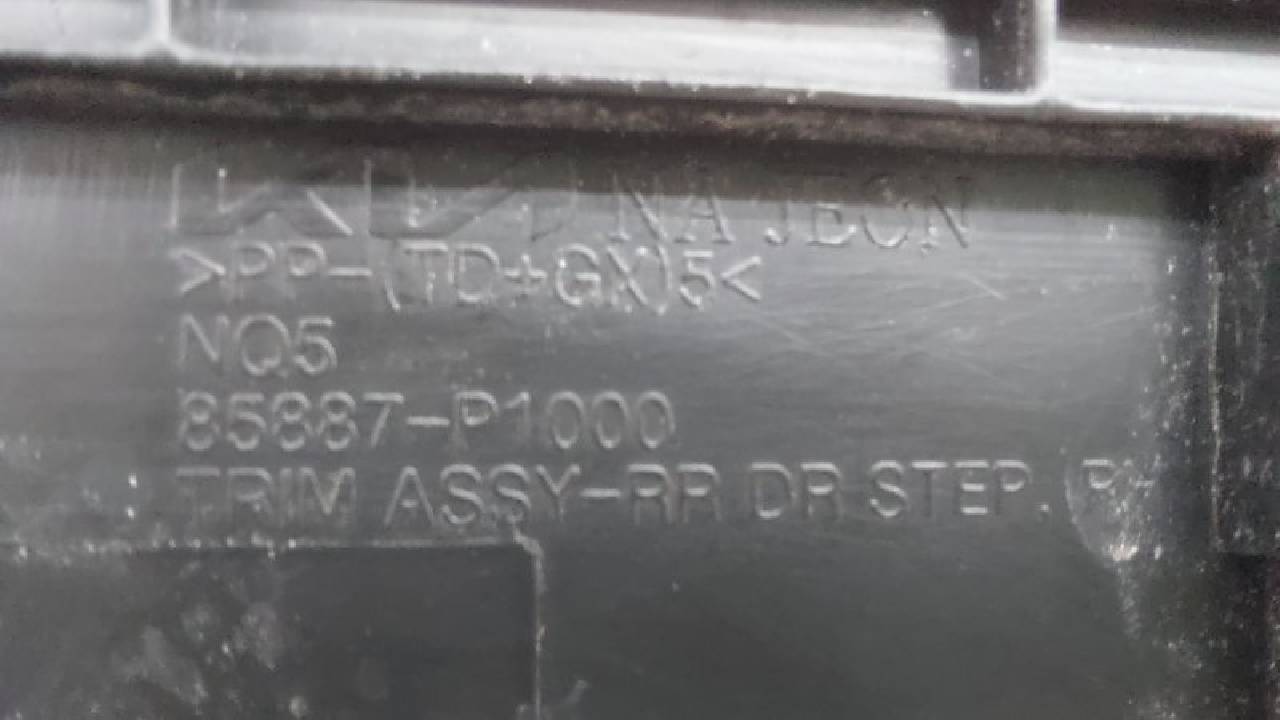 NA JEON
>PP-(TD+GX)5<
NQ5
85887-P1000
TRIM ASSY-RR DR STEP,